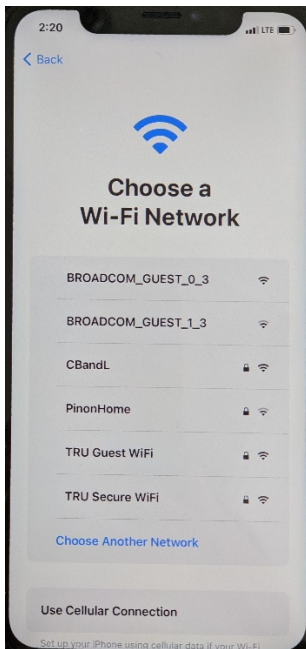 2:20
LTE
Back
Choose a
Wi-Fi Network
BROADCOM_GUEST_0_3
BROADCOM_GUEST_1_3
CBandL
PinonHome
TRU Guest WiFi
TRU Secure WiFi
Choose Another Network
Use Cellular Connection
Set up your iPhone using cellular data if your Wi-Fi